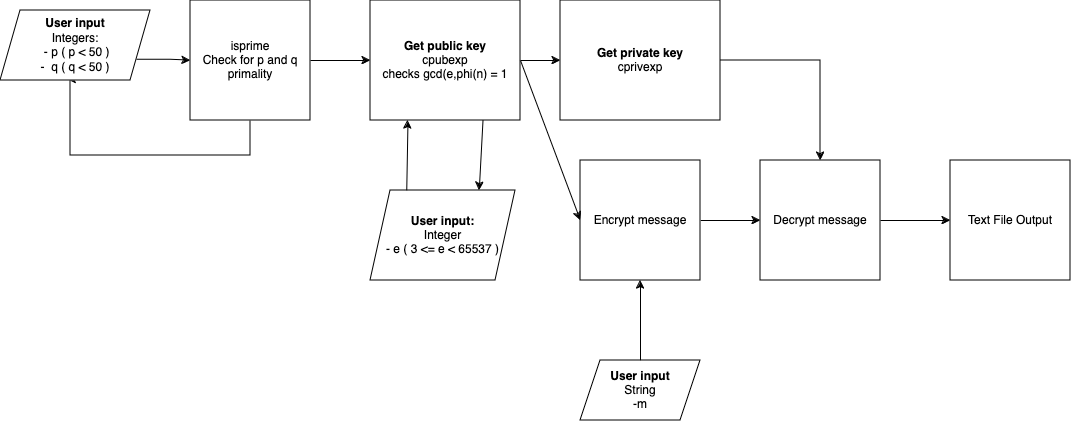 User input
Integers:
- p ( p < 50 )
- q ( q < 50 )
isprime
Check for p and q
primality
Get public key
cpubexp
checks gcd(e,phi(n) = 1
Get private key
cprivexp
User input:
Integer
- e ( 3 <= e < 65537 )
Encrypt message
Decrypt message
Text File Output
User input
String
-m